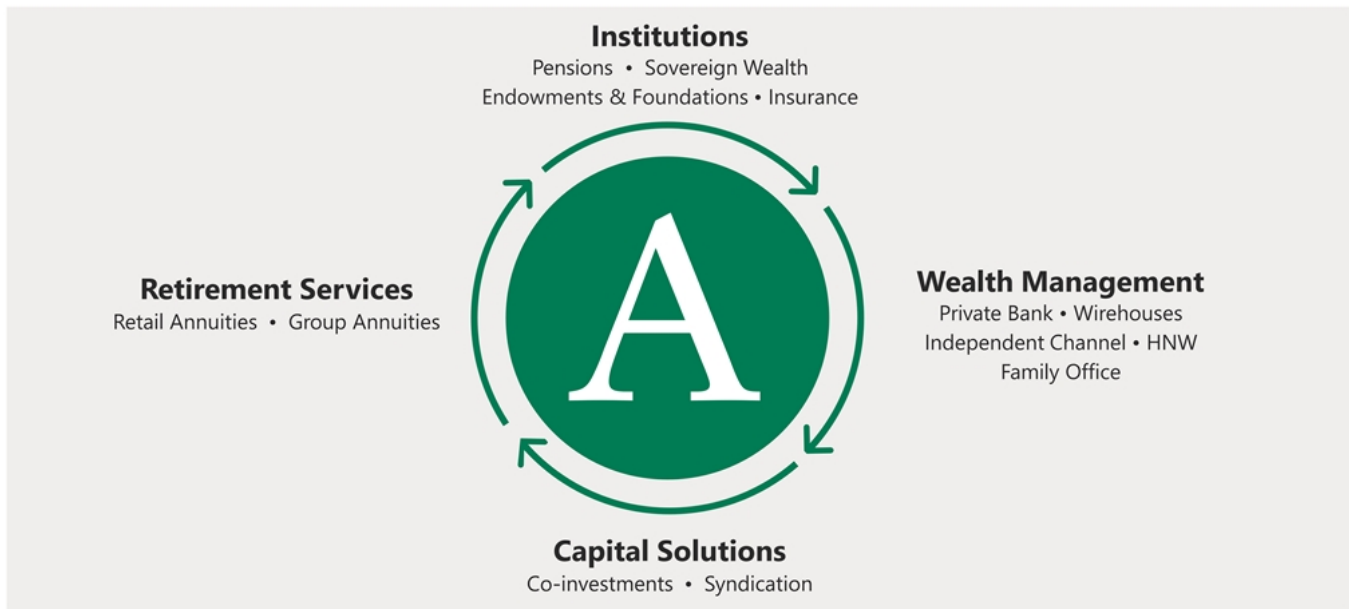 Institutions
Pensions • Sovereign Wealth
Endowments & Foundations • Insurance
A
Retirement Services
Retail Annuities • Group Annuities
Wealth Management
Private Bank • Wirehouses
Independent Channel • HNW
Family Office
Capital Solutions
Co-investments • Syndication